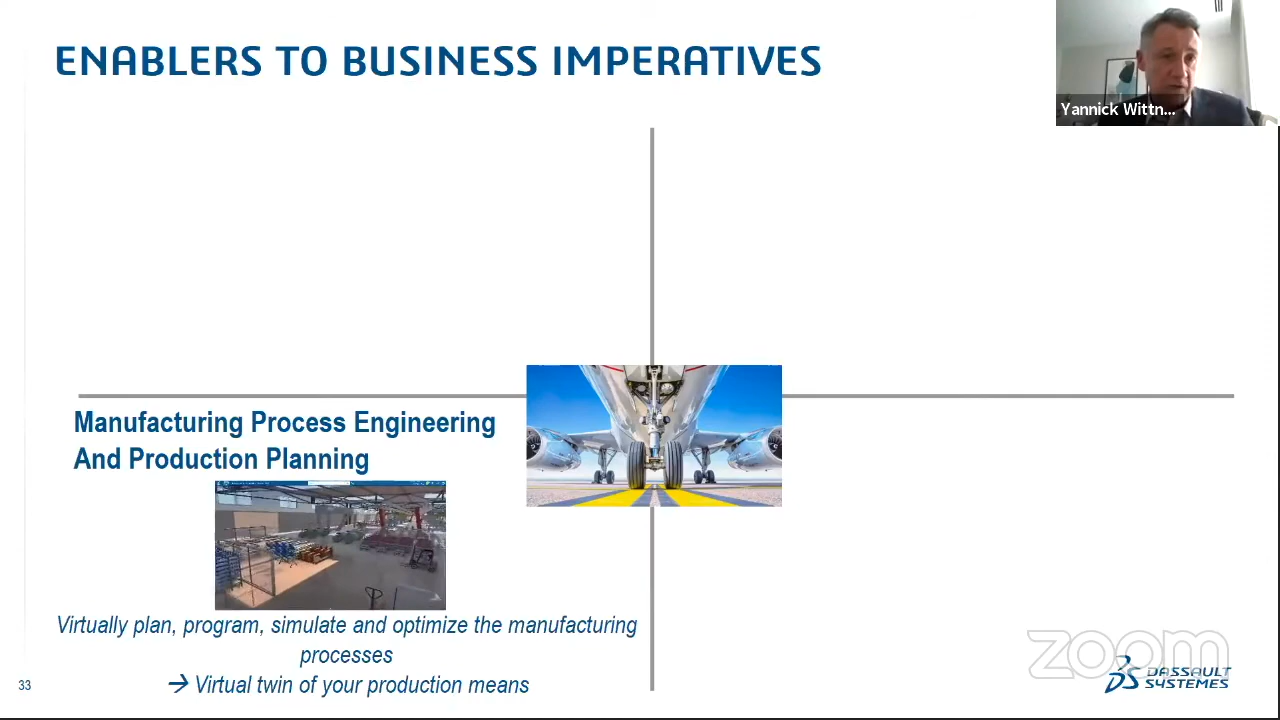 ENABLERS TO BUSINESS IMPERATIVES
Yannick Wittn...
Manufacturing Process Engineering
And Production Planning
Virtually plan, program, simulate and optimize the manufacturing
processes
→ Virtual twin of your production means
33
zoom
DASSAULT
SYSTEMES